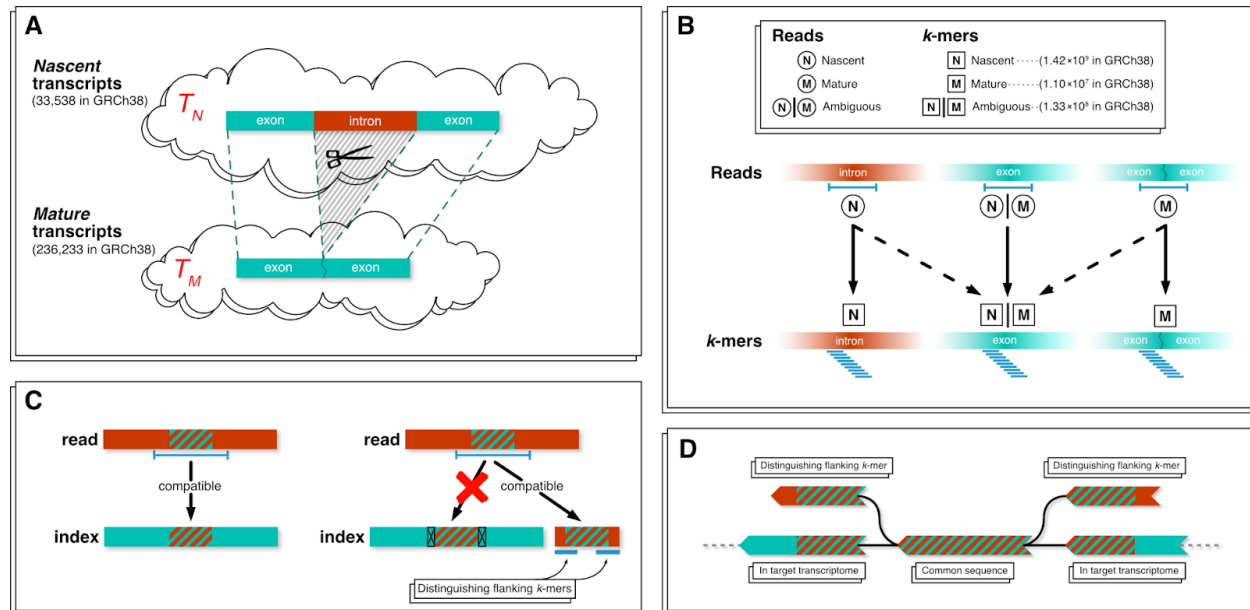 A
Nascent
transcripts
(33,538 in GRCh38)
T_N
exon intron exon
Mature
transcripts
(236,233 in GRCh38)
T_M
exon exon
B
Reads k-mers
N Nascent N Nascent ·····(1.42×10⁹ in GRCh38)
M Mature M Mature ······(1.10×10⁷ in GRCh38)
N|M Ambiguous N|M Ambiguous ··(1.33×10⁸ in GRCh38)
Reads intron exon exon exon
N N|M M
N N|M M
k-mers intron exon exon exon
C
read read
compatible compatible
index index
Distinguishing flanking k-mers
D
Distinguishing flanking k-mer Distinguishing flanking k-mer
In target transcriptome Common sequence In target transcriptome